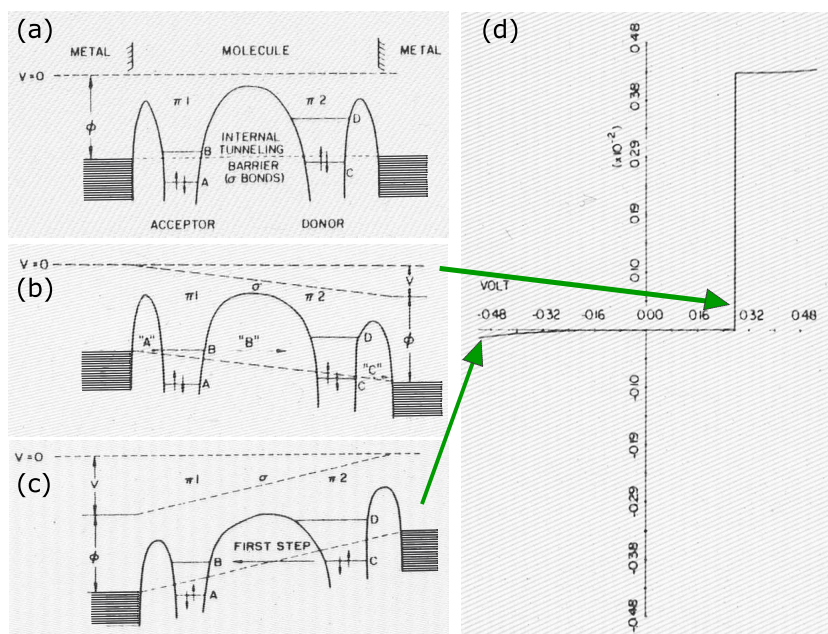 (a)
METAL
MOLECULE
METAL
V=0
π1
π2
D
ϕ
INTERNAL
TUNNELING
B
BARRIER
A
(σ BONDS)
C
ACCEPTOR
DONOR
(b)
V=0
σ
V
π1
π2
D
ϕ
"A"
B
"B"
"C"
A
C
(c)
V=0
V
π1
σ
π2
D
ϕ
FIRST STEP
B
C
A
(d)
0.48
0.38
(x10⁻²)
0.29
0.19
0.10
VOLT
-0.48 -0.32 -0.16 0.00 0.16 0.32 0.48
-0.10
-0.19
-0.29
-0.38
-0.48